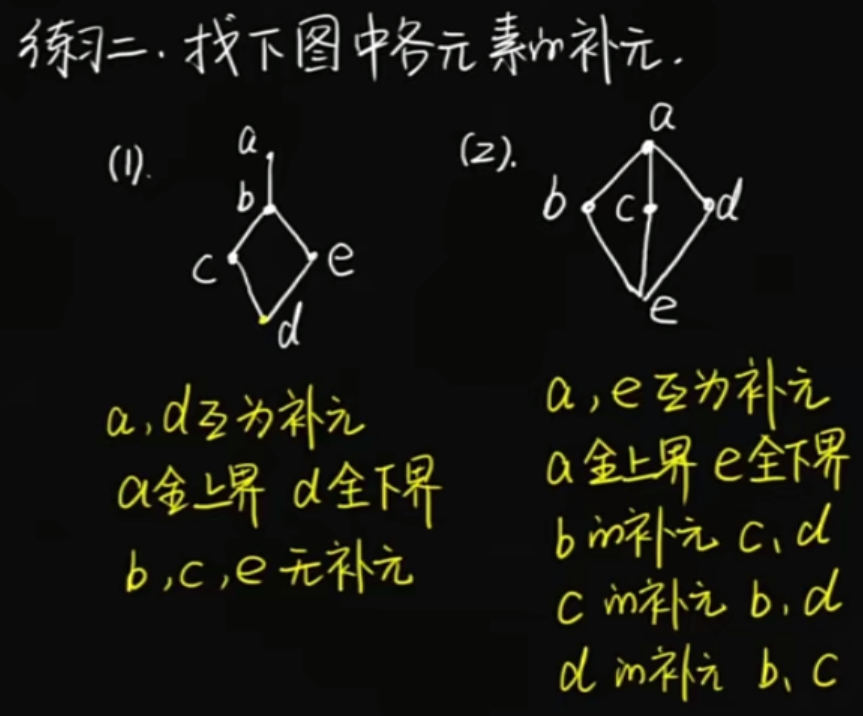 练习二.找下图中各元素的补元.
(1).
a
b
c
e
d
a,d互为补元
a全上界 d全下界
b,c,e无补元
(2).
a
b
c
d
e
a,e互为补元
a全上界 e全下界
b的补元 c、d
c的补元 b、d
d的补元 b、c